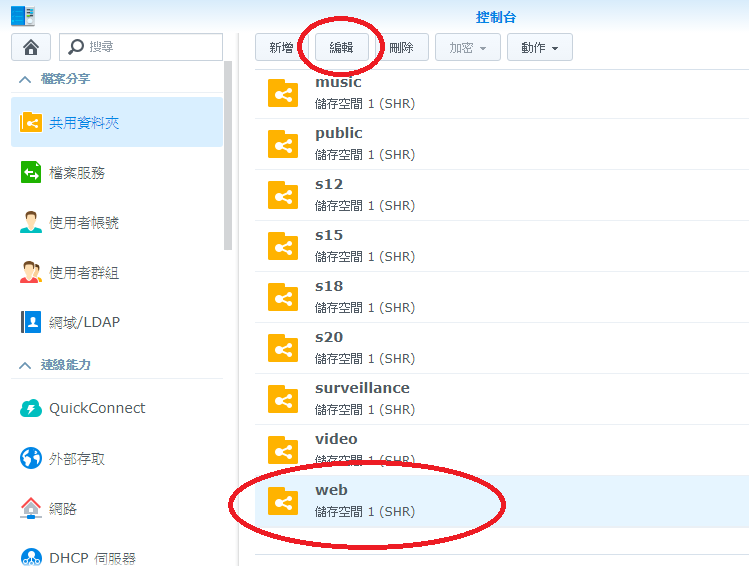 控制台
搜尋
新增 編輯 刪除 加密 動作
檔案分享
共用資料夾
檔案服務
使用者帳號
使用者群組
網域/LDAP
連線能力
QuickConnect
外部存取
網路
DHCP 伺服器
music
儲存空間 1 (SHR)
public
儲存空間 1 (SHR)
s12
儲存空間 1 (SHR)
s15
儲存空間 1 (SHR)
s18
儲存空間 1 (SHR)
s20
儲存空間 1 (SHR)
surveillance
儲存空間 1 (SHR)
video
儲存空間 1 (SHR)
web
儲存空間 1 (SHR)